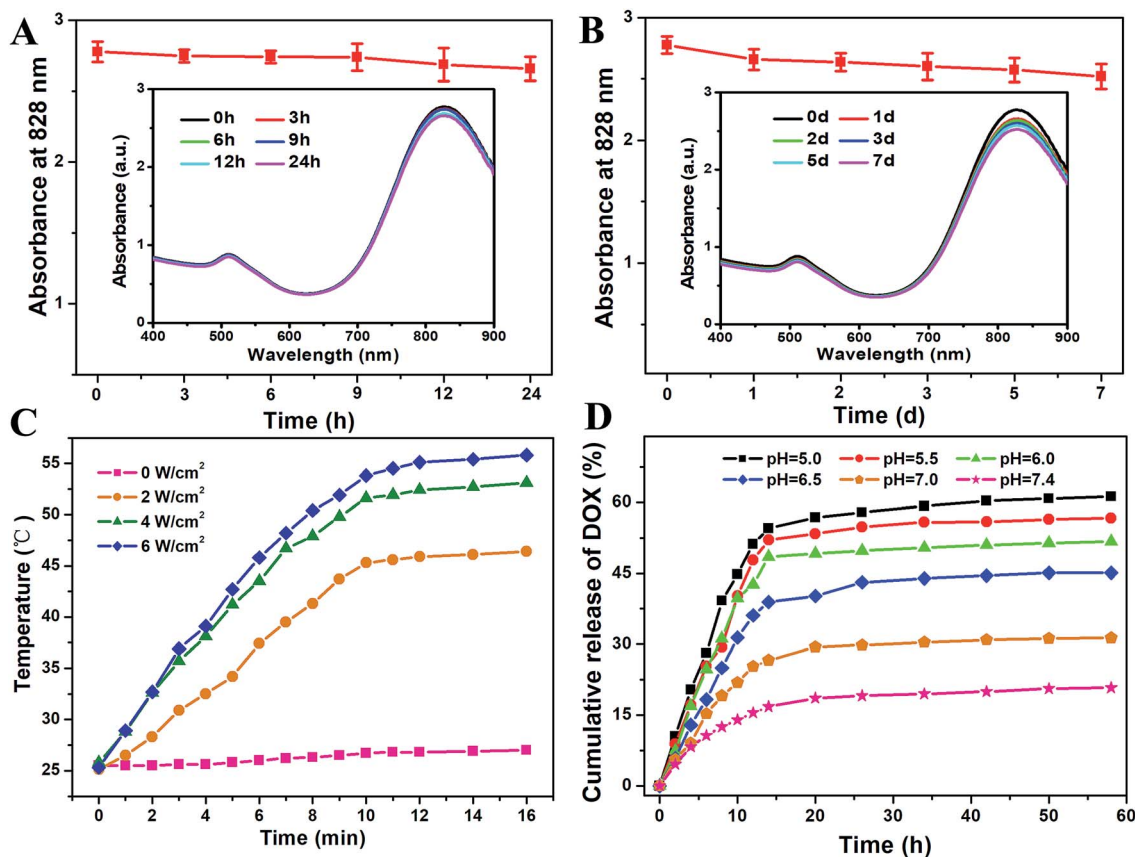 A
Absorbance at 828 nm
3
2
1
0 3 6 9 12 24
Time (h)
Absorbance (a.u.)
3
2
1
0
0h 3h
6h 9h
12h 24h
400 500 600 700 800 900
Wavelength (nm)
B
Absorbance at 828 nm
3
2
1
0 1 2 3 5 7
Time (d)
Absorbance (a.u.)
3
2
1
0
0d 1d
2d 3d
5d 7d
400 500 600 700 800 900
Wavelength (nm)
C
Temperature (℃)
55
50
45
40
35
30
25
0 W/cm²
2 W/cm²
4 W/cm²
6 W/cm²
0 2 4 6 8 10 12 14 16
Time (min)
D
Cumulative release of DOX (%)
60
45
30
15
0
pH=5.0 pH=5.5 pH=6.0
pH=6.5 pH=7.0 pH=7.4
0 10 20 30 40 50 60
Time (h)